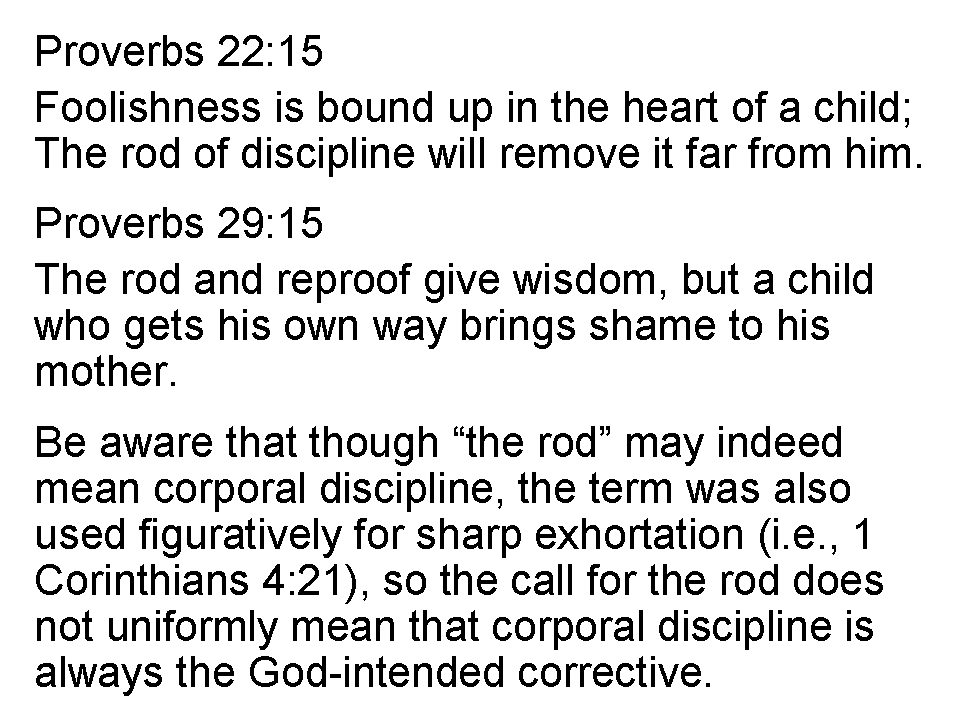 Proverbs 22:15
Foolishness is bound up in the heart of a child;
The rod of discipline will remove it far from him.
Proverbs 29:15
The rod and reproof give wisdom, but a child
who gets his own way brings shame to his
mother.
Be aware that though “the rod” may indeed
mean corporal discipline, the term was also
used figuratively for sharp exhortation (i.e., 1
Corinthians 4:21), so the call for the rod does
not uniformly mean that corporal discipline is
always the God-intended corrective.